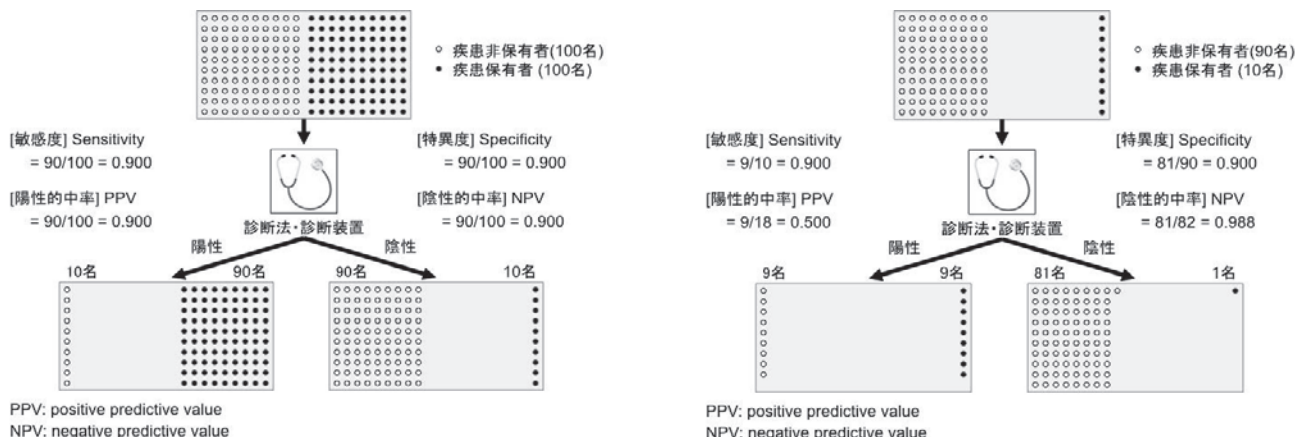 ○ 疾患非保有者(100名)
● 疾患保有者 (100名)
[敏感度] Sensitivity
= 90/100 = 0.900
[特異度] Specificity
= 90/100 = 0.900
[陽性的中率] PPV
= 90/100 = 0.900
[陰性的中率] NPV
= 90/100 = 0.900
診断法・診断装置
陽性
陰性
10名
90名
90名
10名
PPV: positive predictive value
NPV: negative predictive value
○ 疾患非保有者(90名)
● 疾患保有者 (10名)
[敏感度] Sensitivity
= 9/10 = 0.900
[特異度] Specificity
= 81/90 = 0.900
[陽性的中率] PPV
= 9/18 = 0.500
[陰性的中率] NPV
= 81/82 = 0.988
診断法・診断装置
陽性
陰性
9名
9名
81名
1名
PPV: positive predictive value
NPV: negative predictive value